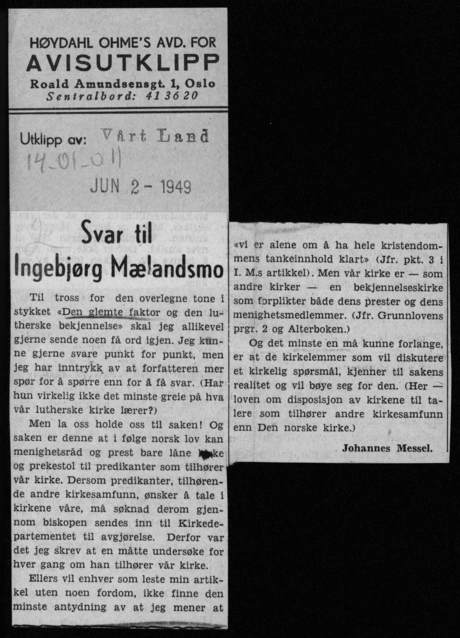 HØYDAHL OHME'S AVD. FOR
AVISUTKLIPP
Roald Amundsensgt. 1, Oslo
Sentralbord: 413620
Utklipp av: Vårt Land
14-01-01
JUN 2 - 1949
Svar til
Ingebjørg Mælandsmo
Til tross for den overlegne tone i
stykket «Den glemte faktor og den lu-
therske bekjennelse» skal jeg allikevel
gjerne sende noen få ord igjen. Jeg kun-
ne gjerne svare punkt for punkt, men
jeg har inntrykk av at forfatteren mer
spør for å spørre enn for å få svar. (Har
hun virkelig ikke det minste greie på hva
vår lutherske kirke lærer?)
Men la oss holde oss til saken! Og
saken er denne at i følge norsk lov kan
menighetsråd og prest bare låne kirke
og prekestol til predikanter som tilhører
vår kirke. Dersom predikanter, tilhøren-
de andre kirkesamfunn, ønsker å tale i
kirkene våre, må søknad derom gjen-
nom biskopen sendes inn til Kirkede-
partementet til avgjørelse. Derfor var
det jeg skrev at en måtte undersøke for
hver gang om han tilhører vår kirke.
Ellers vil enhver som leste min artik-
kel uten noen fordom, ikke finne den
minste antydning av at jeg mener at
«vi er alene om å ha hele kristendom-
mens tankeinnhold klart» (Jfr. pkt. 3 i
I. M.s artikkel). Men vår kirke er — som
andre kirker — en bekjennelseskirke
som forplikter både dens prester og dens
menighetsmedlemmer. (Jfr. Grunnlovens
prgr. 2 og Alterboken.)
Og det minste en må kunne forlange,
er at de kirkelemmer som vil diskutere
et kirkelig spørsmål, kjenner til sakens
realitet og vil bøye seg for den. (Her —
loven om disposisjon av kirkene til ta-
lere som tilhører andre kirkesamfunn
enn Den norske kirke.)
Johannes Messel.